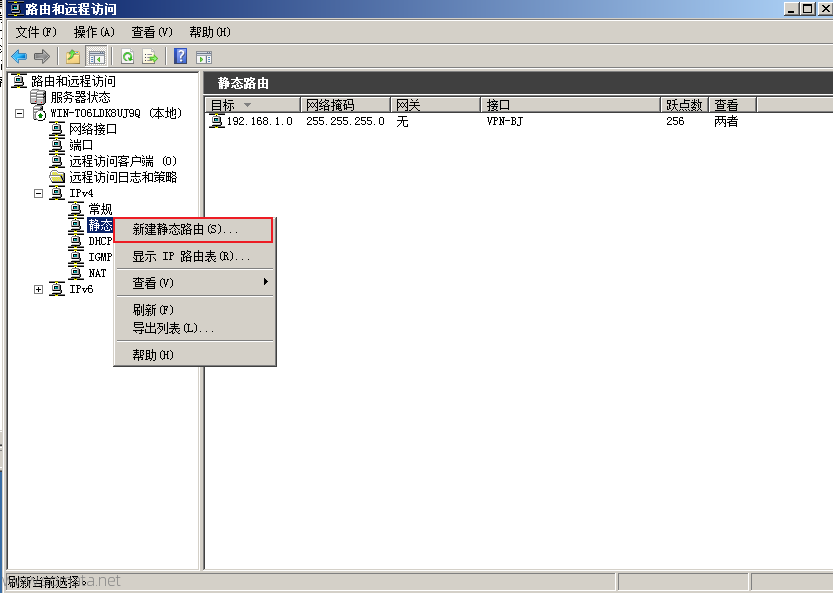 路由和远程访问
文件(F) 操作(A) 查看(V) 帮助(H)
路由和远程访问
服务器状态
WIN-TO6LDK8UJ9Q (本地)
网络接口
端口
远程访问客户端 (0)
远程访问日志和策略
IPv4
常规
静态
DHCP
IGMP
NAT
IPv6
新建静态路由(S)...
显示 IP 路由表(R)...
查看(V)
刷新(F)
导出列表(L)...
帮助(H)
静态路由
目标 网络掩码 网关 接口 跃点数 查看
192.168.1.0 255.255.255.0 无 VPN-BJ 256 两者
刷新当前选择。